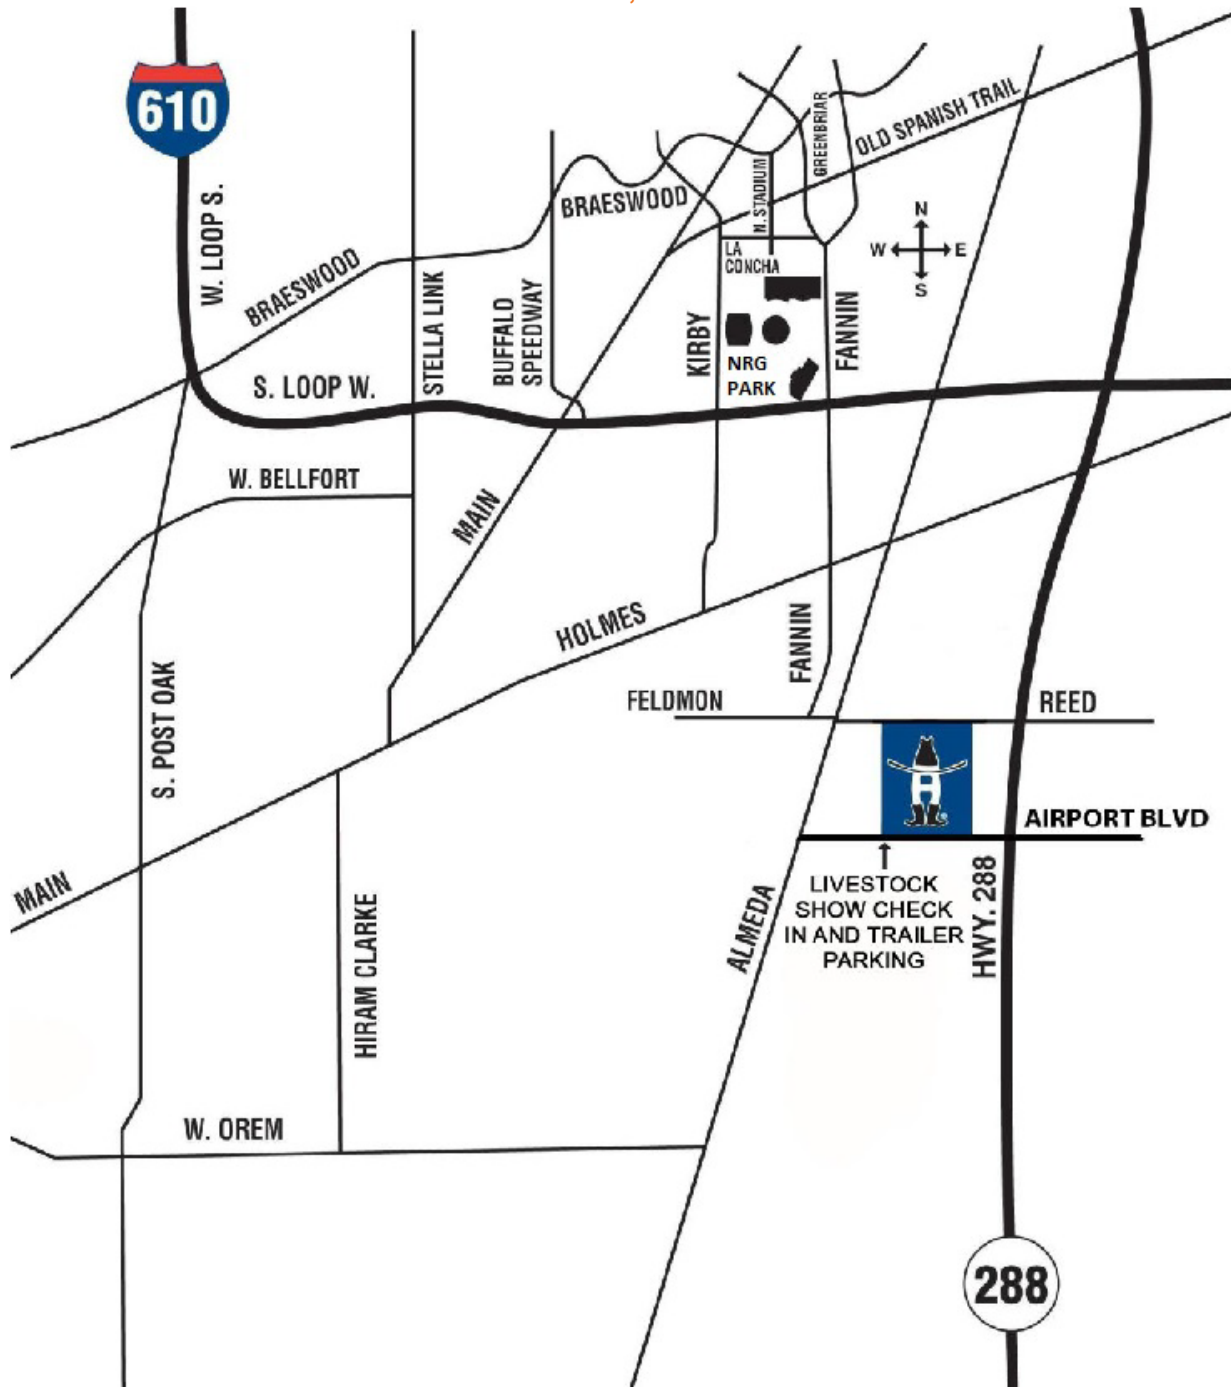 610
W. LOOP S.
BRAESWOOD
S. LOOP W.
STELLA LINK
BUFFALO
SPEEDWAY
BRAESWOOD
N. STADIUM
GREENBRIAR
OLD SPANISH TRAIL
LA
CONCHA
N
W
E
S
KIRBY
NRG
PARK
FANNIN
W. BELLFORT
MAIN
HOLMES
FANNIN
S. POST OAK
FELDMON
REED
H
AIRPORT BLVD
MAIN
HIRAM CLARKE
ALMEDA
LIVESTOCK
SHOW CHECK
IN AND TRAILER
PARKING
HWY. 288
W. OREM
288